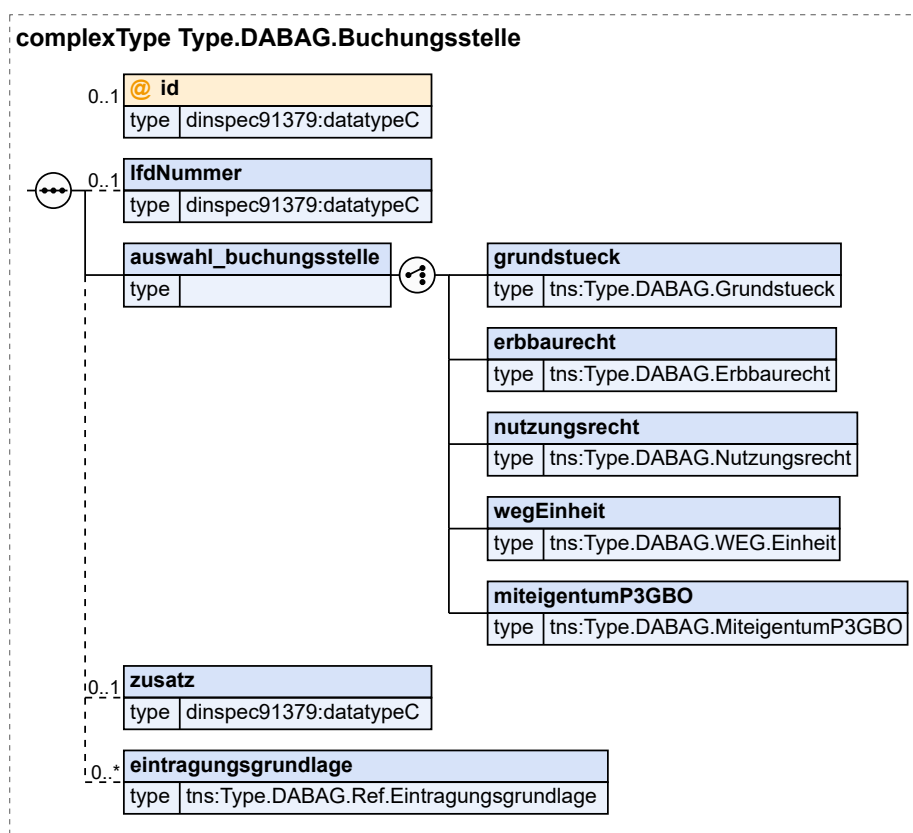 complexType Type.DABAG.Buchungsstelle
0..1
@ id
type dinspec91379:datatypeC
0..1
lfdNummer
type dinspec91379:datatypeC
auswahl_buchungsstelle
type
grundstueck
type tns:Type.DABAG.Grundstueck
erbbaurecht
type tns:Type.DABAG.Erbbaurecht
nutzungsrecht
type tns:Type.DABAG.Nutzungsrecht
wegEinheit
type tns:Type.DABAG.WEG.Einheit
miteigentumP3GBO
type tns:Type.DABAG.MiteigentumP3GBO
0..1
zusatz
type dinspec91379:datatypeC
0..*
eintragungsgrundlage
type tns:Type.DABAG.Ref.Eintragungsgrundlage